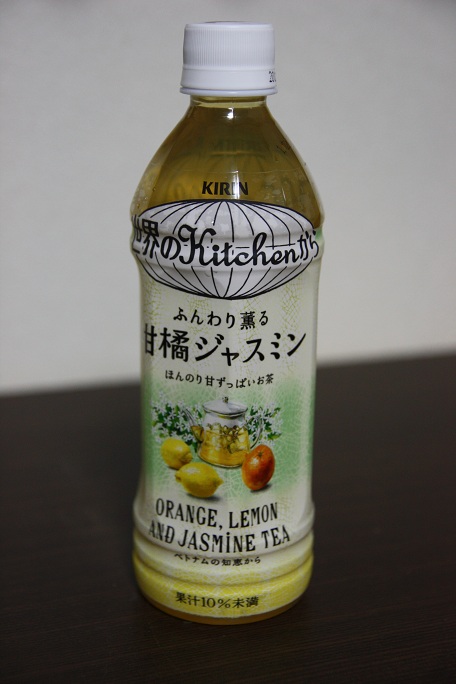 KIRIN
世界のKitchenから
ふんわり薫る
甘橘ジャスミン
ほんのり甘ずっぱいお茶
ORANGE, LEMON
AND JASMINE TEA
ベトナムの知恵から
果汁10%未満